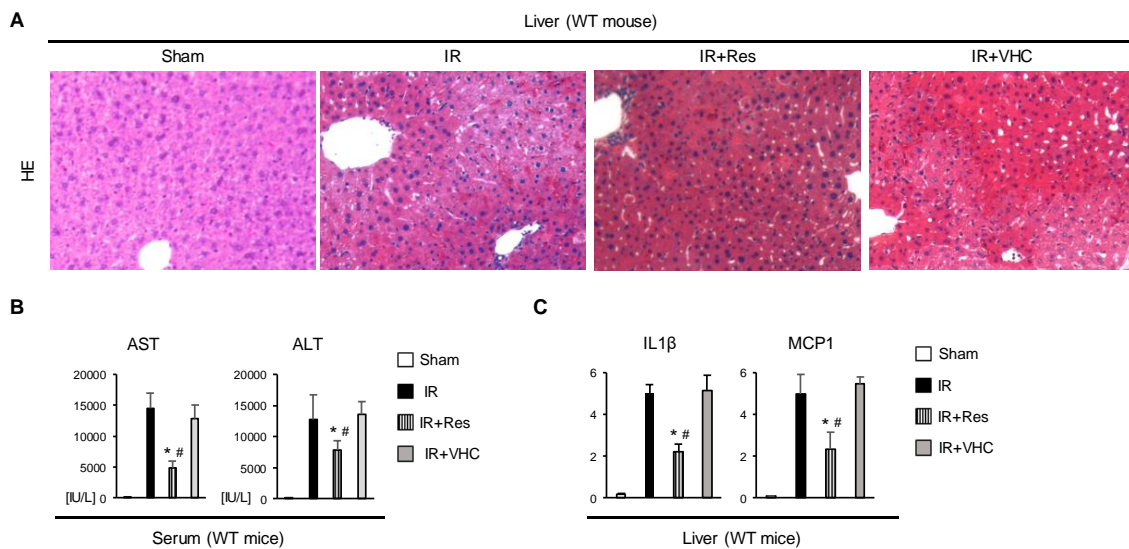 A
Liver (WT mouse)
Sham IR IR+Res IR+VHC
HE
B
AST ALT
20000
15000
10000
5000
[IU/L] 0
* #
20000
15000
10000
5000
[IU/L] 0
* #
Sham
IR
IR+Res
IR+VHC
Serum (WT mice)
C
IL1β MCP1
6
4
2
0
* #
6
4
2
0
* #
Sham
IR
IR+Res
IR+VHC
Liver (WT mice)